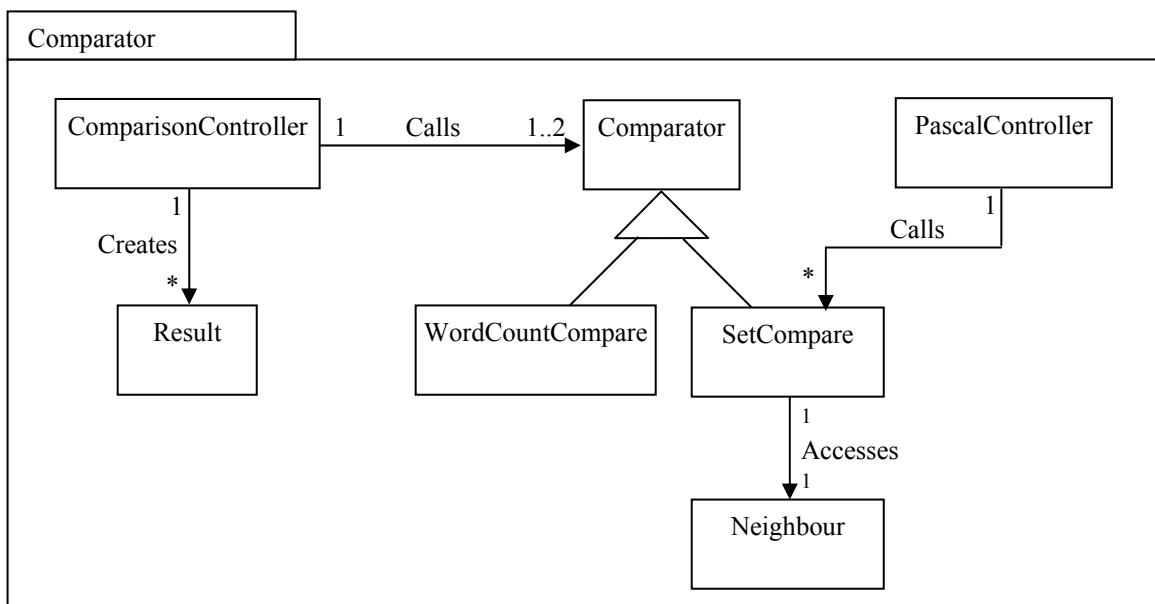 Comparator
ComparisonController
1 Calls 1..2
Comparator
PascalController
1
Creates
*
1
Calls
*
Result
WordCountCompare
SetCompare
1
Accesses
1
Neighbour